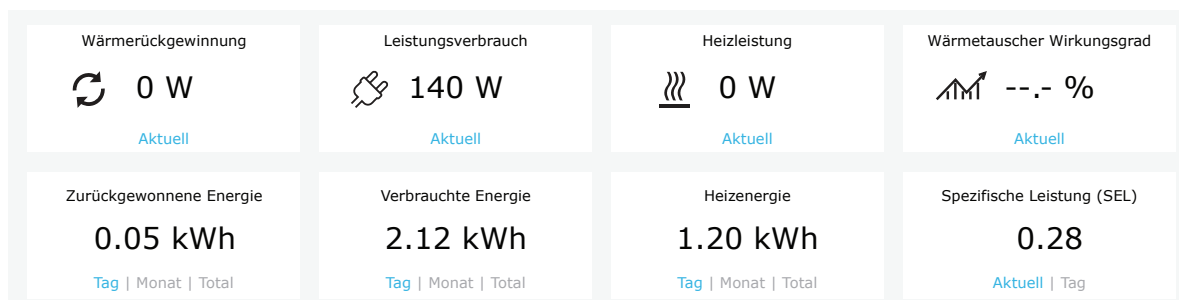 Wärmerückgewinnung
0 W
Aktuell
Leistungsverbrauch
140 W
Aktuell
Heizleistung
0 W
Aktuell
Wärmetauscher Wirkungsgrad
--.- %
Aktuell
Zurückgewonnene Energie
0.05 kWh
Tag | Monat | Total
Verbrauchte Energie
2.12 kWh
Tag | Monat | Total
Heizenergie
1.20 kWh
Tag | Monat | Total
Spezifische Leistung (SEL)
0.28
Aktuell | Tag